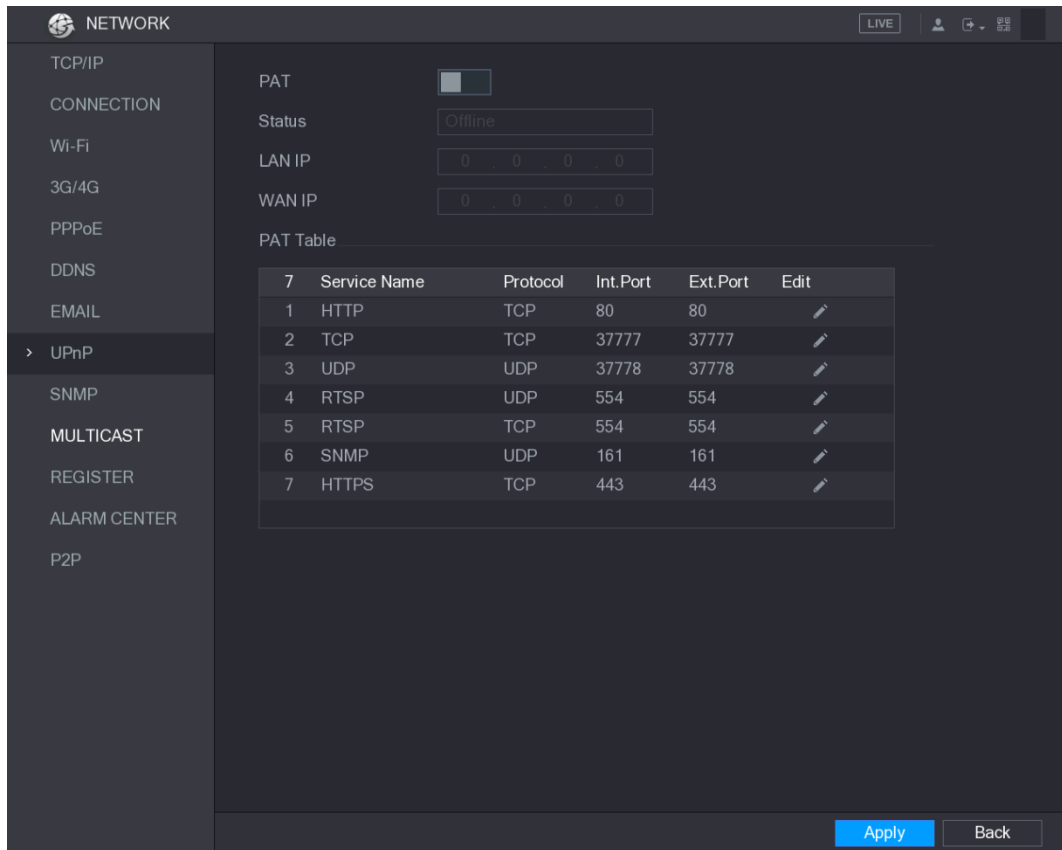 NETWORK
LIVE
TCP/IP
CONNECTION
Wi-Fi
3G/4G
PPPoE
DDNS
EMAIL
> UPnP
SNMP
MULTICAST
REGISTER
ALARM CENTER
P2P
PAT
Status Offline
LAN IP 0 . 0 . 0 . 0
WAN IP 0 . 0 . 0 . 0
PAT Table
7 Service Name Protocol Int.Port Ext.Port Edit
1 HTTP TCP 80 80
2 TCP TCP 37777 37777
3 UDP UDP 37778 37778
4 RTSP UDP 554 554
5 RTSP TCP 554 554
6 SNMP UDP 161 161
7 HTTPS TCP 443 443
Apply Back